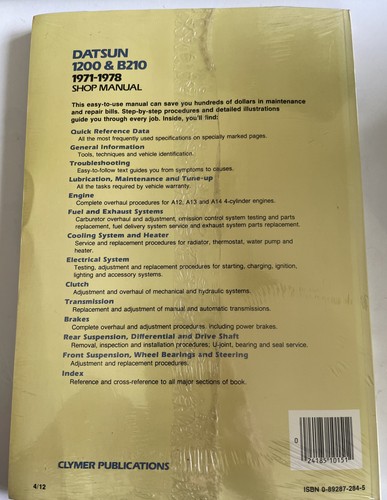 DATSUN
1200 & B210
1971-1978
SHOP MANUAL
This easy-to-use manual can save you hundreds of dollars in maintenance
and repair bills. Step-by-step procedures and detailed illustrations
guide you through every job. Inside, you'll find:
Quick Reference Data
All the most frequently used specifications on specially marked pages.
General Information
Tools, techniques and vehicle identification.
Troubleshooting
Easy-to-follow text guides you from symptoms to causes.
Lubrication, Maintenance and Tune-up
All the tasks required by vehicle warranty.
Engine
Complete overhaul procedures for A12, A13 and A14 4-cylinder engines.
Fuel and Exhaust Systems
Carburetor overhaul and adjustment, emission control system testing and parts
replacement, fuel delivery system service and exhaust system parts replacement.
Cooling System and Heater
Service and replacement procedures for radiator, thermostat, water pump and
heater.
Electrical System
Testing, adjustment and replacement procedures for starting, charging, ignition,
lighting and accessory systems.
Clutch
Adjustment and overhaul of mechanical and hydraulic systems.
Transmission
Replacement and adjustment of manual and automatic transmissions.
Brakes
Complete overhaul and adjustment procedures, including power brakes.
Rear Suspension, Differential and Drive Shaft
Removal, inspection and installation procedures; U-joint, bearing and seal service.
Front Suspension, Wheel Bearings and Steering
Adjustment and replacement procedures.
Index
Reference and cross-reference to all major sections of book.
0
24185 10151
4/12
CLYMER PUBLICATIONS
ISBN 0-89287-284-5